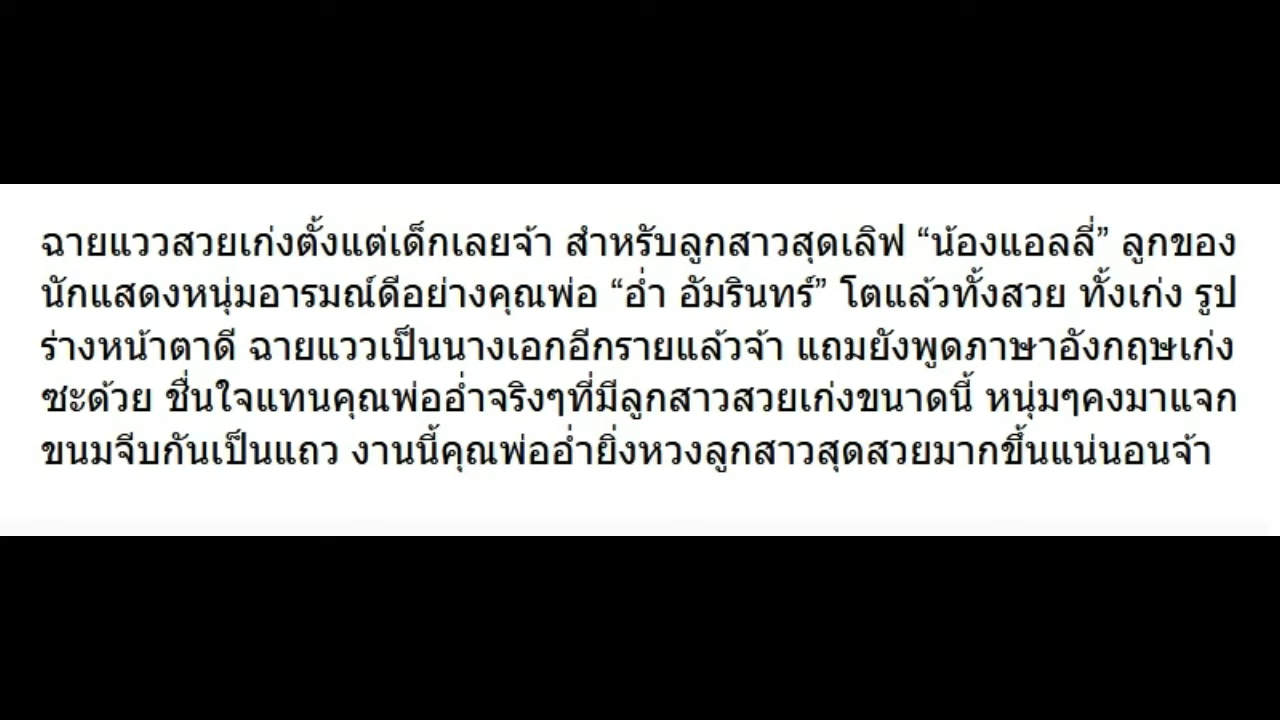 ฉายแววสวยเก่งตั้งแต่เด็กเลยจ้า สำหรับลูกสาวสุดเลิฟ “น้องแอลลี่” ลูกของ
นักแสดงหนุ่มอารมณ์ดีอย่างคุณพ่อ “อ่ำ อัมรินทร์” โตแล้วทั้งสวย ทั้งเก่ง รูป
ร่างหน้าตาดี ฉายแววเป็นนางเอกอีกรายแล้วจ้า แถมยังพูดภาษาอังกฤษเก่ง
ซะด้วย ชื่นใจแทนคุณพ่ออ่ำจริงๆที่มีลูกสาวสวยเก่งขนาดนี้ หนุ่มๆคงมาแจก
ขนมจีบกันเป็นแถว งานนี้คุณพ่ออ่ำยิ่งหวงลูกสาวสุดสวยมากขึ้นแน่นอนจ้า